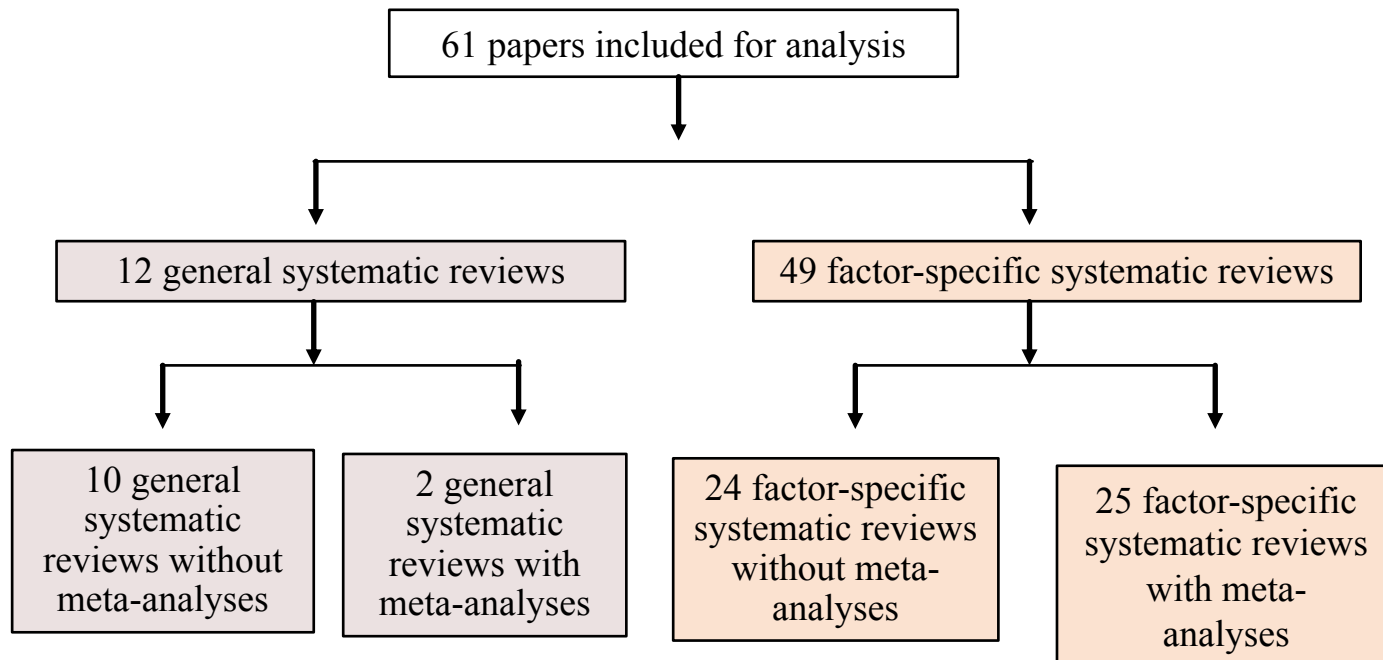 61 papers included for analysis
12 general systematic reviews
49 factor-specific systematic reviews
10 general
systematic
reviews without
meta-analyses
2 general
systematic
reviews with
meta-analyses
24 factor-specific
systematic reviews
without meta-
analyses
25 factor-specific
systematic reviews
with meta-
analyses